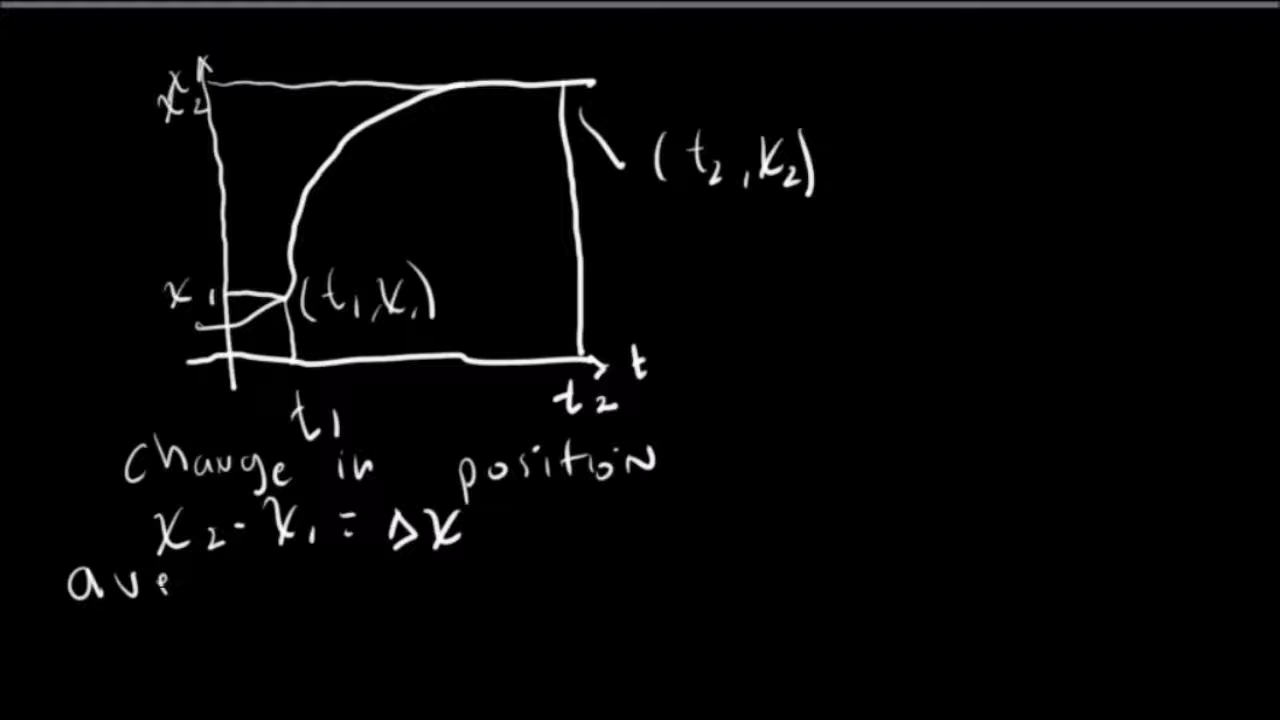 x
x₂
(t₂, x₂)
x₁
(t₁, x₁)
t
t₁
t₂
change in position
x₂ - x₁ = Δx
ave